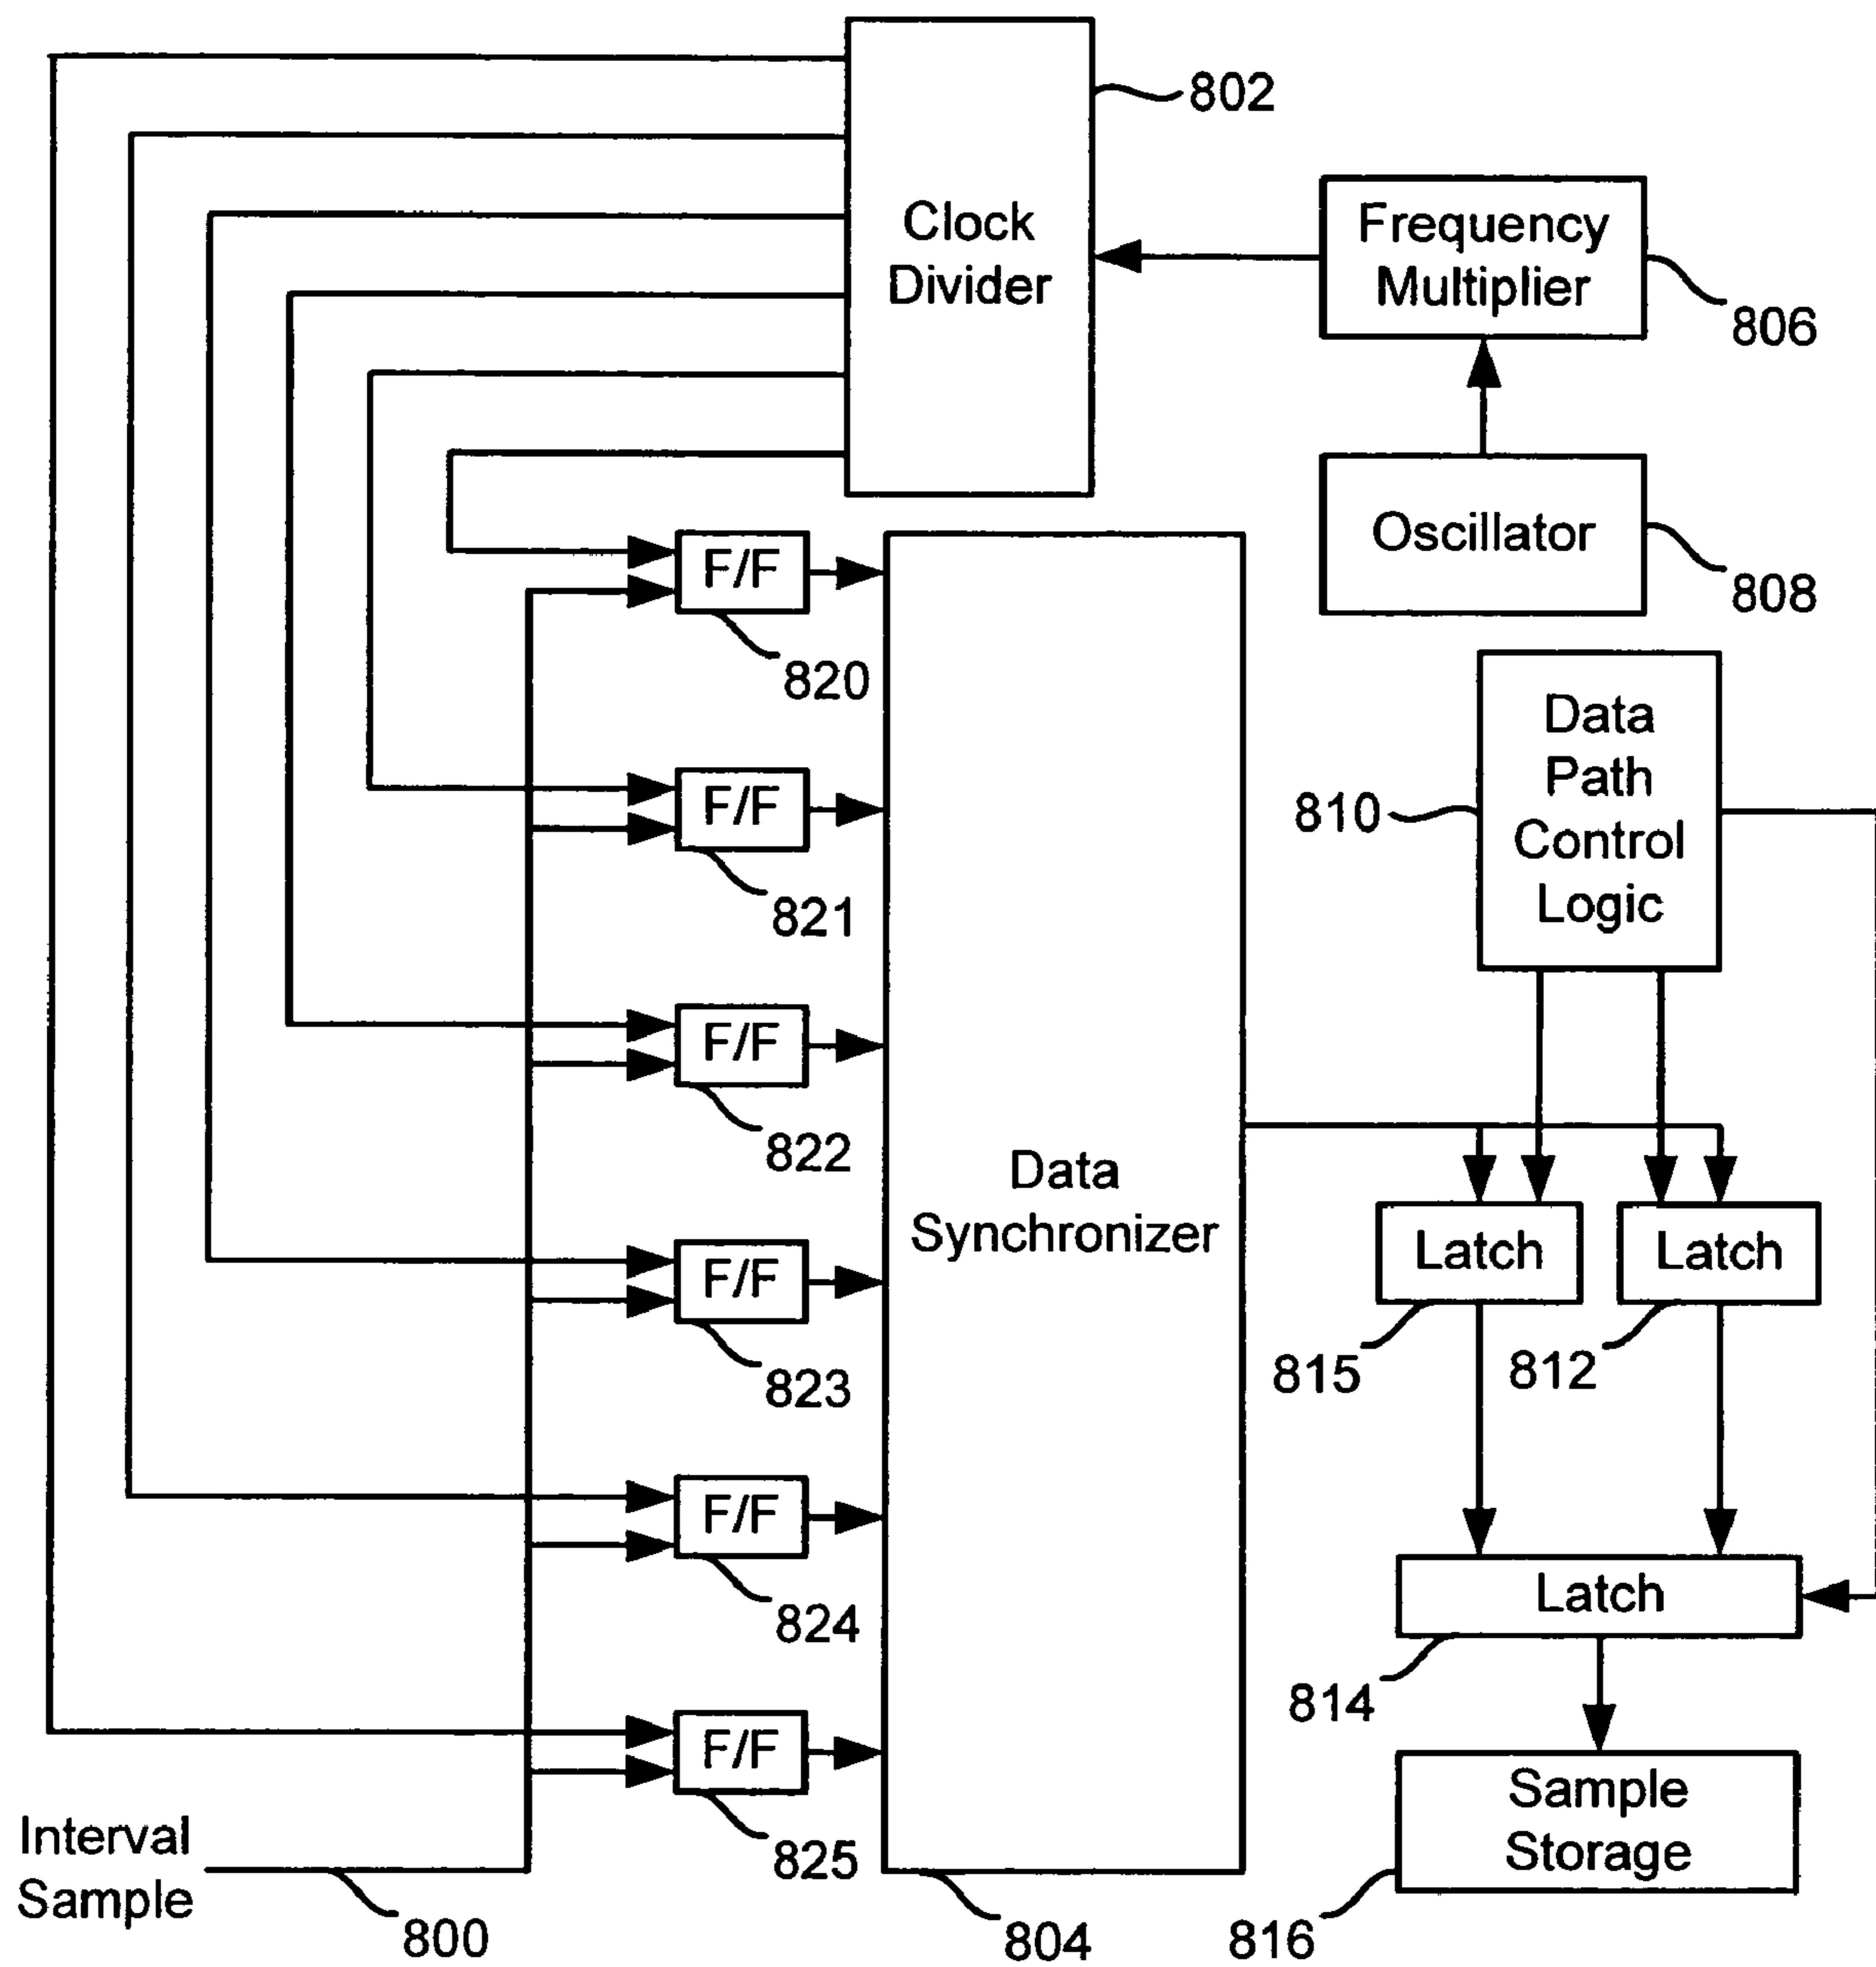 802
Clock
Divider
Frequency
Multiplier
806
Oscillator
808
F/F
820
F/F
821
F/F
822
F/F
823
F/F
824
F/F
825
Data
Synchronizer
804
Data
Path
Control
Logic
810
Latch
815
Latch
812
Latch
814
Sample
Storage
816
Interval
Sample
800